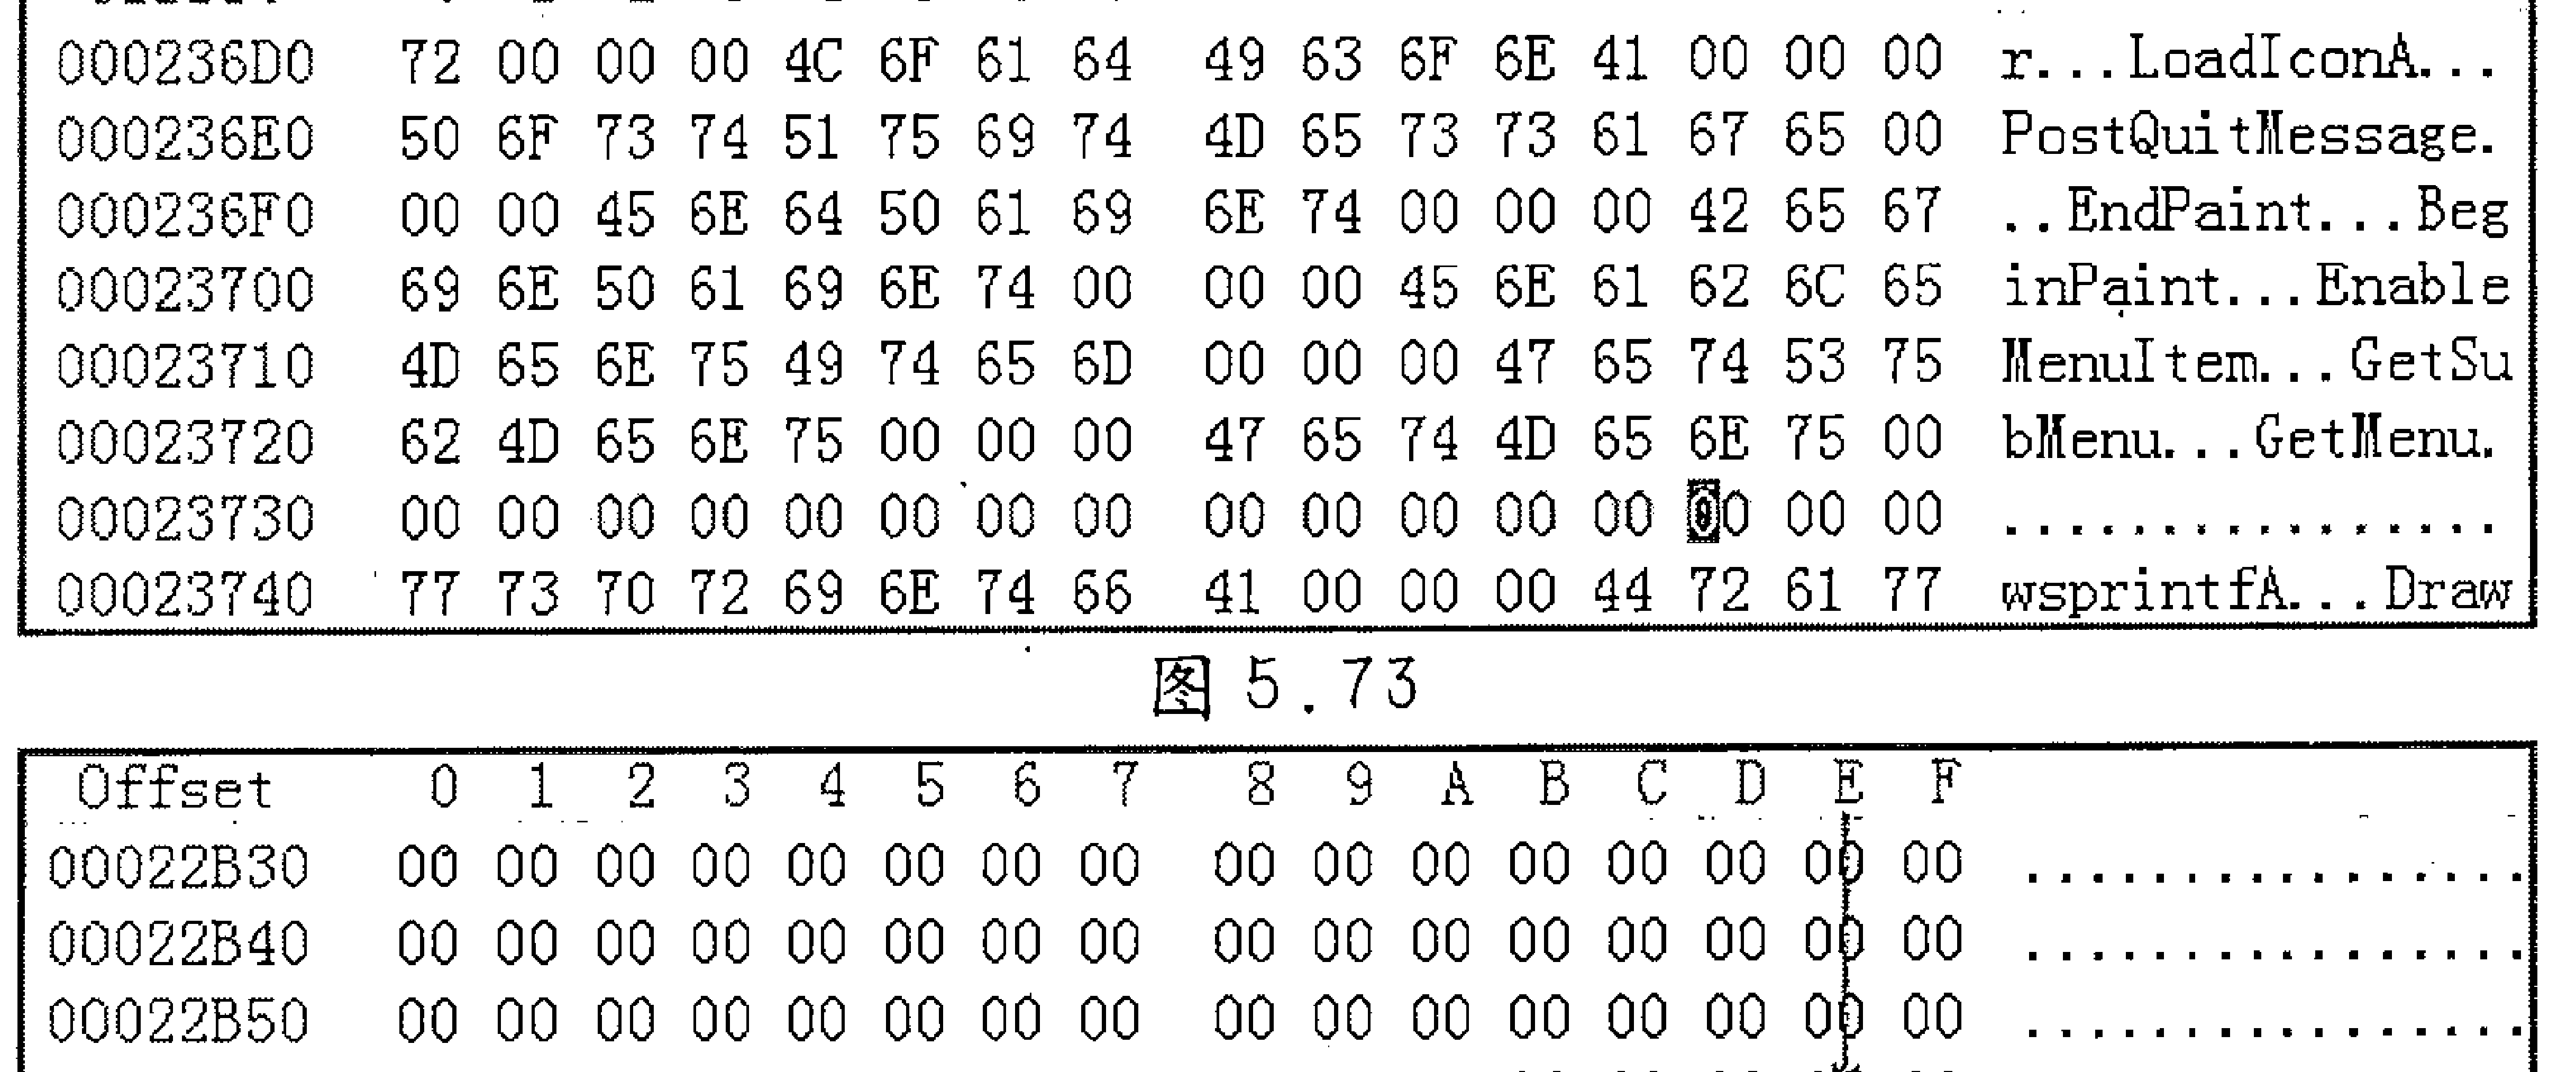 000236D0 72 00 00 00 4C 6F 61 64 49 63 6F 6E 41 00 00 00 r...LoadIconA...
000236E0 50 6F 73 74 51 75 69 74 4D 65 73 73 61 67 65 00 PostQuitMessage.
000236F0 00 00 45 6E 64 50 61 69 6E 74 00 00 00 42 65 67 ..EndPaint...Beg
00023700 69 6E 50 61 69 6E 74 00 00 00 45 6E 61 62 6C 65 inPaint...Enable
00023710 4D 65 6E 75 49 74 65 6D 00 00 00 47 65 74 53 75 MenuItem...GetSu
00023720 62 4D 65 6E 75 00 00 00 47 65 74 4D 65 6E 75 00 bMenu...GetMenu.
00023730 00 00 00 00 00 00 00 00 00 00 00 00 00 00 00 00 ................
00023740 77 73 70 72 69 6E 74 66 41 00 00 00 44 72 61 77 wsprintfA...Draw
图 5.73
Offset 0 1 2 3 4 5 6 7 8 9 A B C D E F
00022B30 00 00 00 00 00 00 00 00 00 00 00 00 00 00 00 00 ................
00022B40 00 00 00 00 00 00 00 00 00 00 00 00 00 00 00 00 ................
00022B50 00 00 00 00 00 00 00 00 00 00 00 00 00 00 00 00 ................